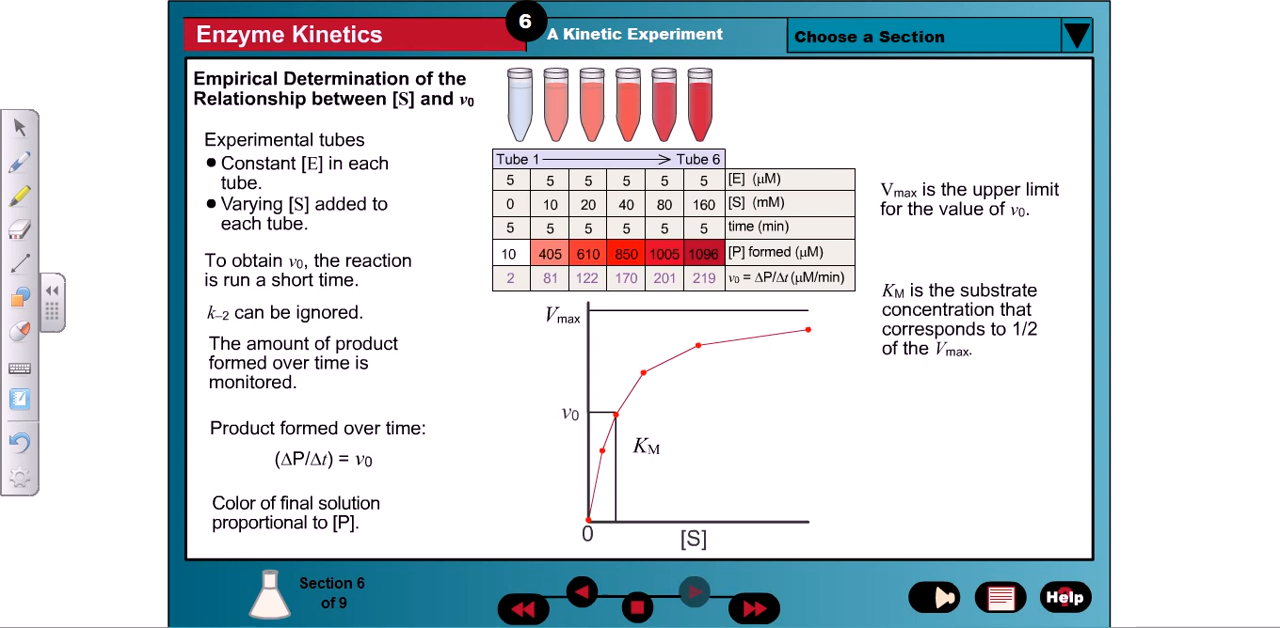 Enzyme Kinetics
6
A Kinetic Experiment
Choose a Section
Empirical Determination of the
Relationship between [S] and v₀
Experimental tubes
● Constant [E] in each
tube.
● Varying [S] added to
each tube.
To obtain v₀, the reaction
is run a short time.
k₋₂ can be ignored.
The amount of product
formed over time is
monitored.
Product formed over time:
(ΔP/Δt) = v₀
Color of final solution
proportional to [P].
Tube 1 → Tube 6
5 5 5 5 5 5 [E] (μM)
0 10 20 40 80 160 [S] (mM)
5 5 5 5 5 5 time (min)
10 405 610 850 1005 1096 [P] formed (μM)
2 81 122 170 201 219 v₀ = ΔP/Δt (μM/min)
Vmax
v₀
KM
0
[S]
Vmax is the upper limit
for the value of v₀.
KM is the substrate
concentration that
corresponds to 1/2
of the Vmax.
Section 6
of 9
Help